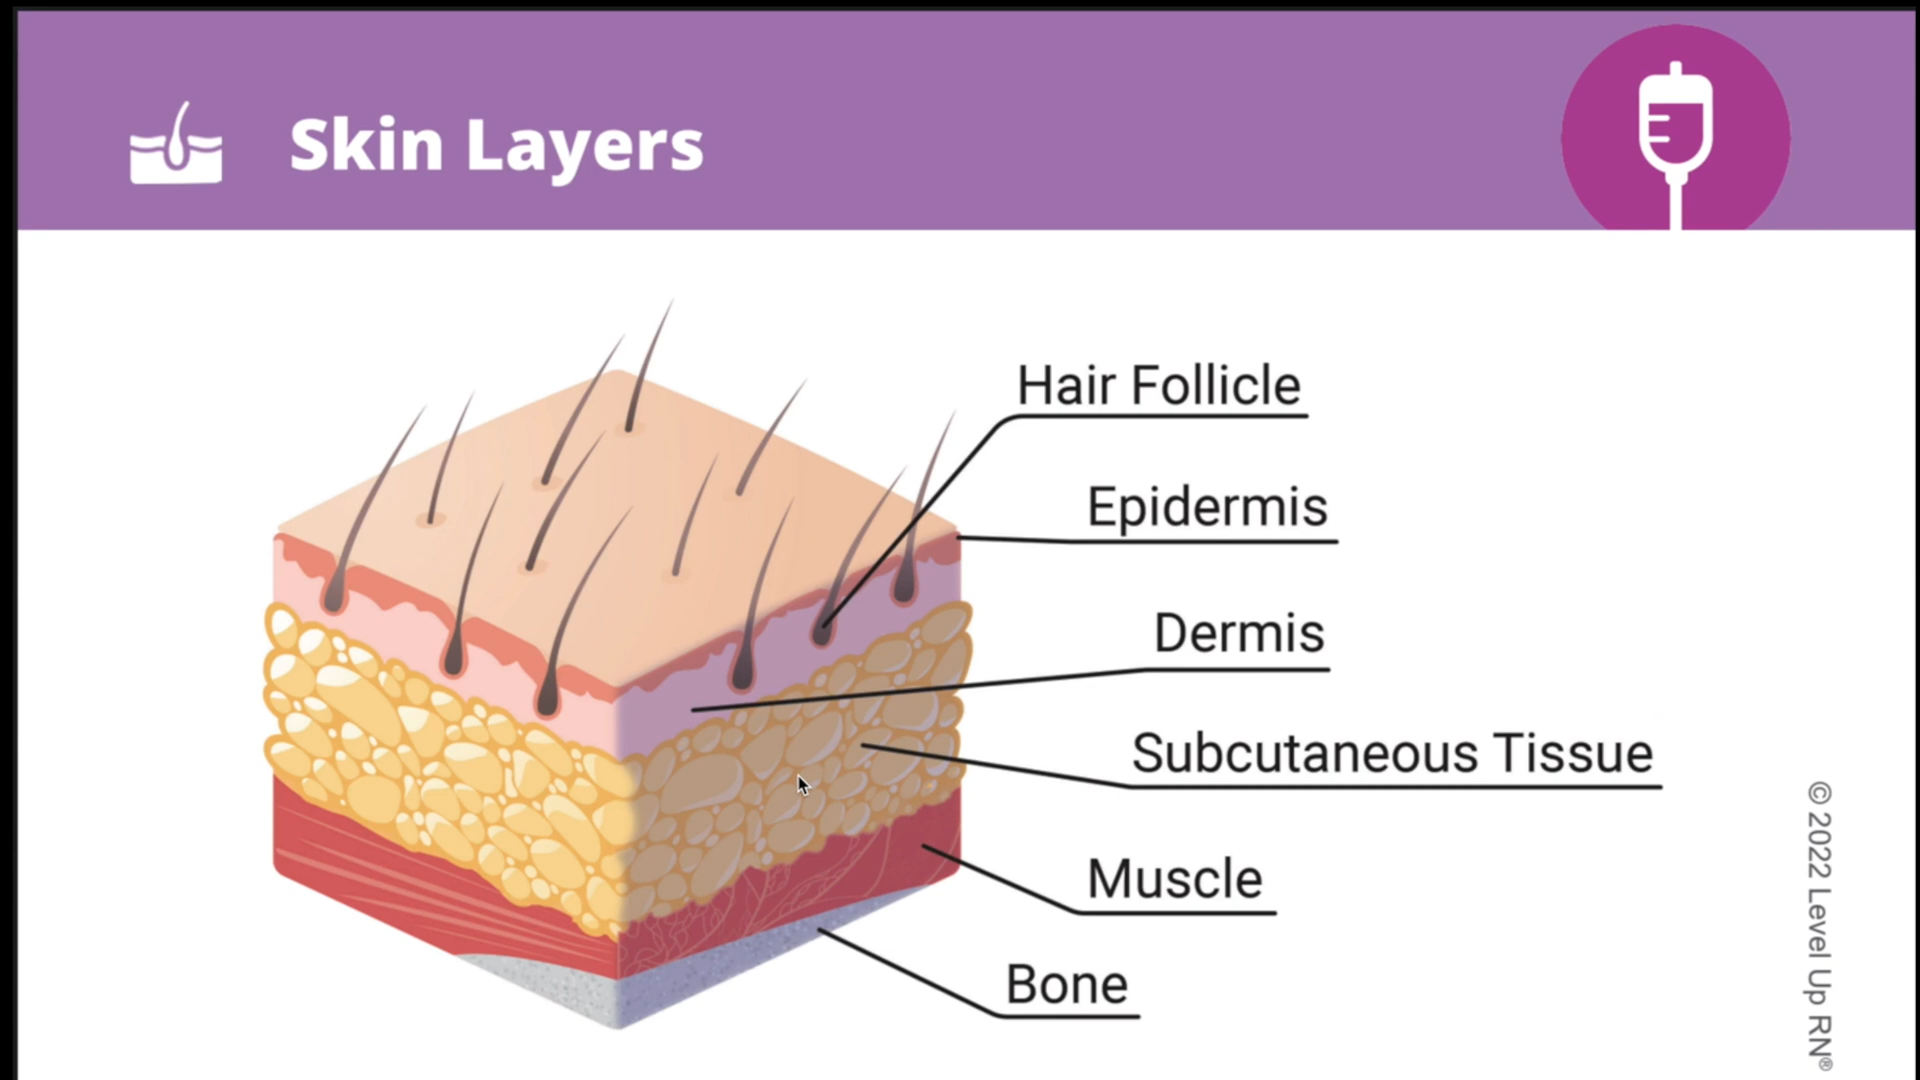 Skin Layers
Hair Follicle
Epidermis
Dermis
Subcutaneous Tissue
Muscle
Bone
© 2022 Level Up RN®